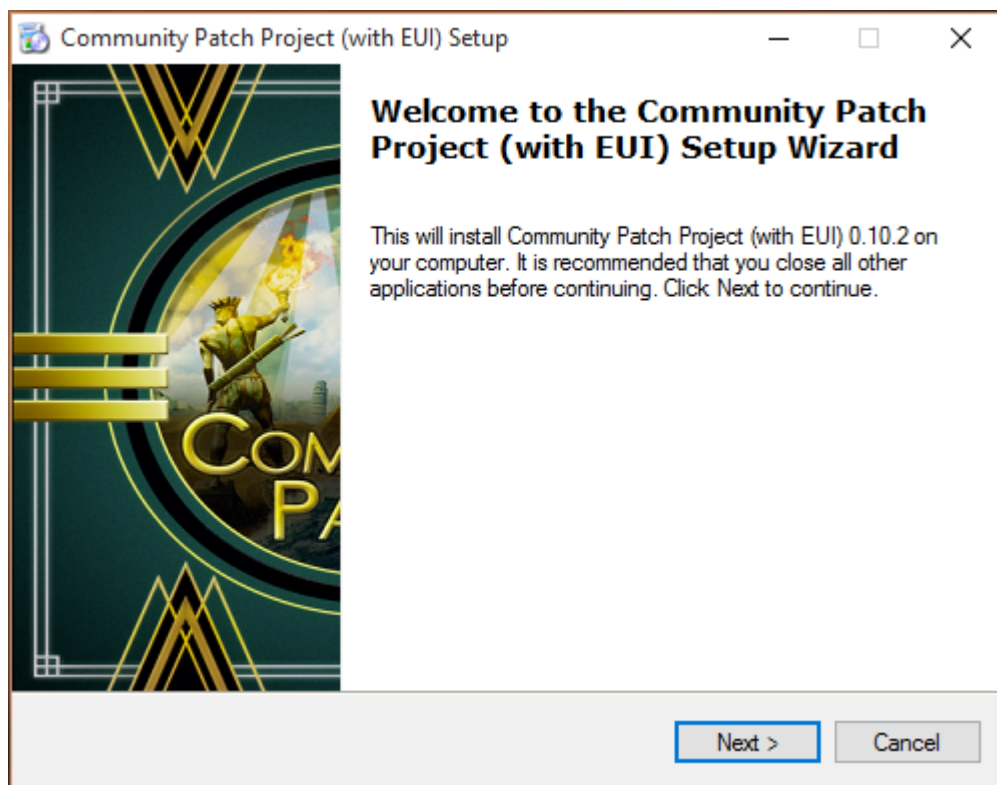 Community Patch Project (with EUI) Setup
Welcome to the Community Patch
Project (with EUI) Setup Wizard
This will install Community Patch Project (with EUI) 0.10.2 on
your computer. It is recommended that you close all other
applications before continuing. Click Next to continue.
COM
PA
Next >
Cancel